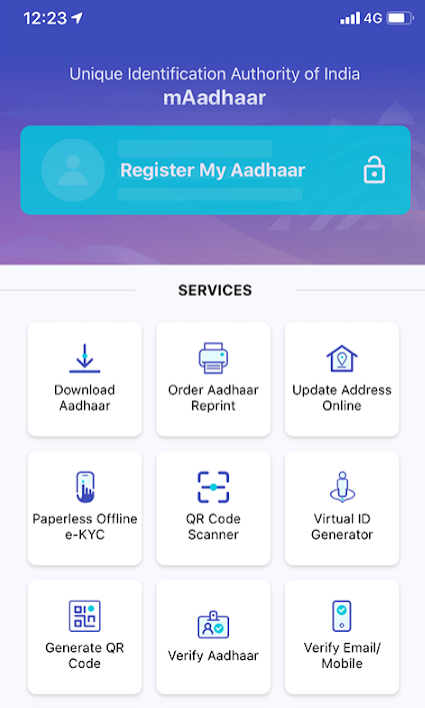 12:23 4G
Unique Identification Authority of India
mAadhaar
Register My Aadhaar
SERVICES
Download
Aadhaar
Order Aadhaar
Reprint
Update Address
Online
Paperless Offline
e-KYC
QR Code
Scanner
Virtual ID
Generator
Generate QR
Code
Verify Aadhaar
Verify Email/
Mobile